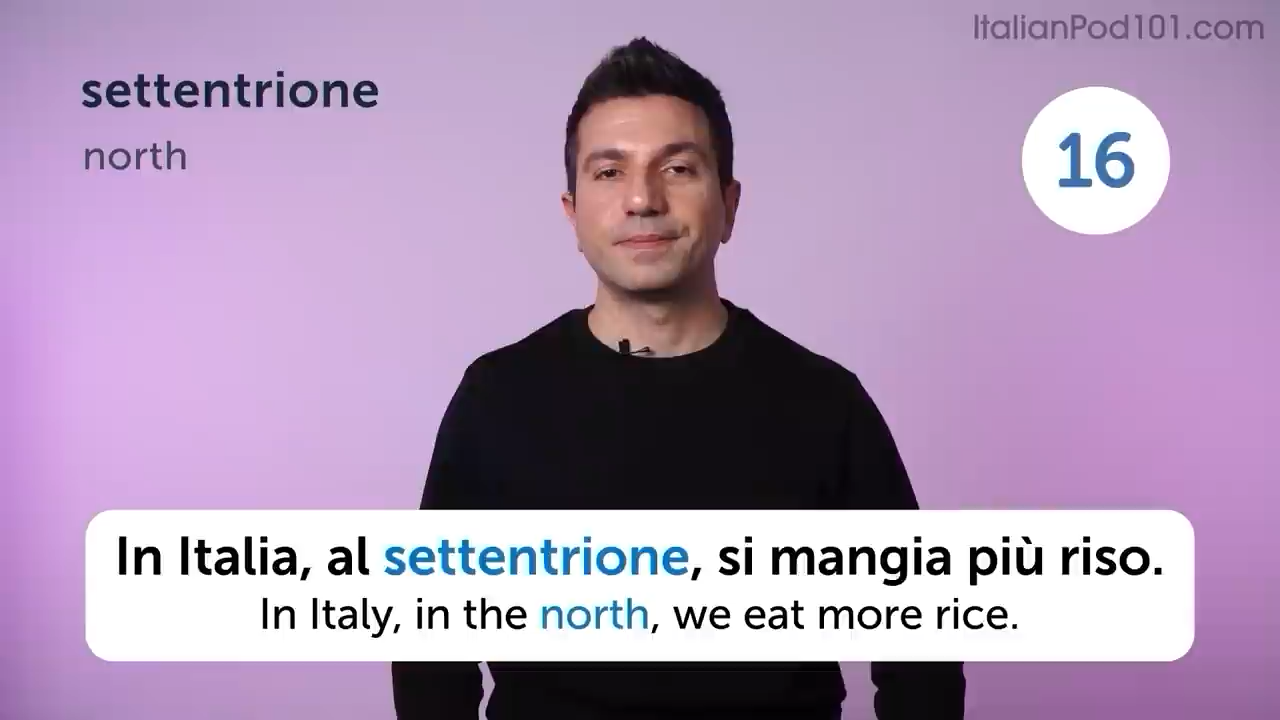 ItalianPod101.com
settentrione
north
16
In Italia, al settentrione, si mangia più riso.
In Italy, in the north, we eat more rice.